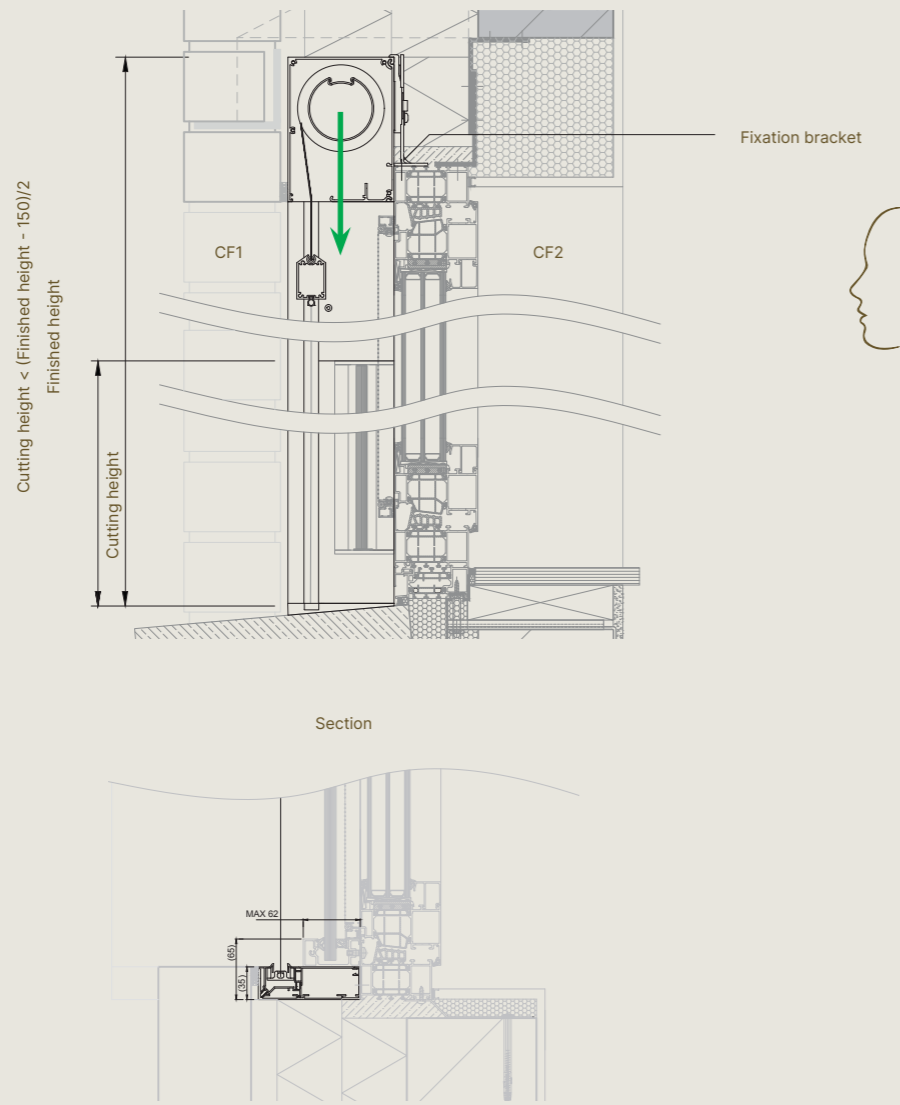 Fixation bracket
CF1
CF2
Cutting height < (Finished height - 150)/2
Finished height
Cutting height
Section
MAX 62
(65)
(35)